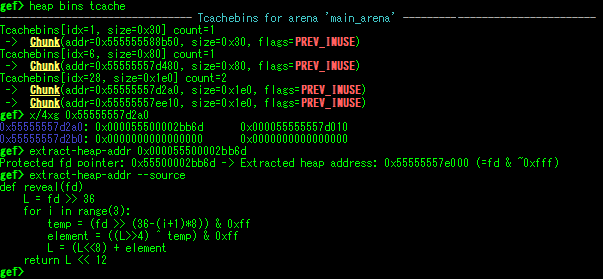 gef> heap bins tcache
Tcachebins for arena 'main_arena'
Tcachebins[idx=1, size=0x30] count=1
 -> Chunk(addr=0x555555588b50, size=0x30, flags=PREV_INUSE)
Tcachebins[idx=6, size=0x80] count=1
 -> Chunk(addr=0x55555557d480, size=0x80, flags=PREV_INUSE)
Tcachebins[idx=28, size=0x1e0] count=2
 -> Chunk(addr=0x55555557d2a0, size=0x1e0, flags=PREV_INUSE)
 -> Chunk(addr=0x55555557ee10, size=0x1e0, flags=PREV_INUSE)
gef> x/4xg 0x55555557d2a0
0x55555557d2a0: 0x000055500002bb6d 0x000055555557d010
0x55555557d2b0: 0x0000000000000000 0x0000000000000000
gef> extract-heap-addr 0x000055500002bb6d
Protected fd pointer: 0x55500002bb6d -> Extracted heap address: 0x55555557e000 (=fd & ~0xfff)
gef> extract-heap-addr --source
def reveal(fd)
    L = fd >> 36
    for i in range(3):
        temp = (fd >> (36-(i+1)*8)) & 0xff
        element = ((L>>4) ^ temp) & 0xff
        L = (L<<8) + element
    return L << 12
gef>